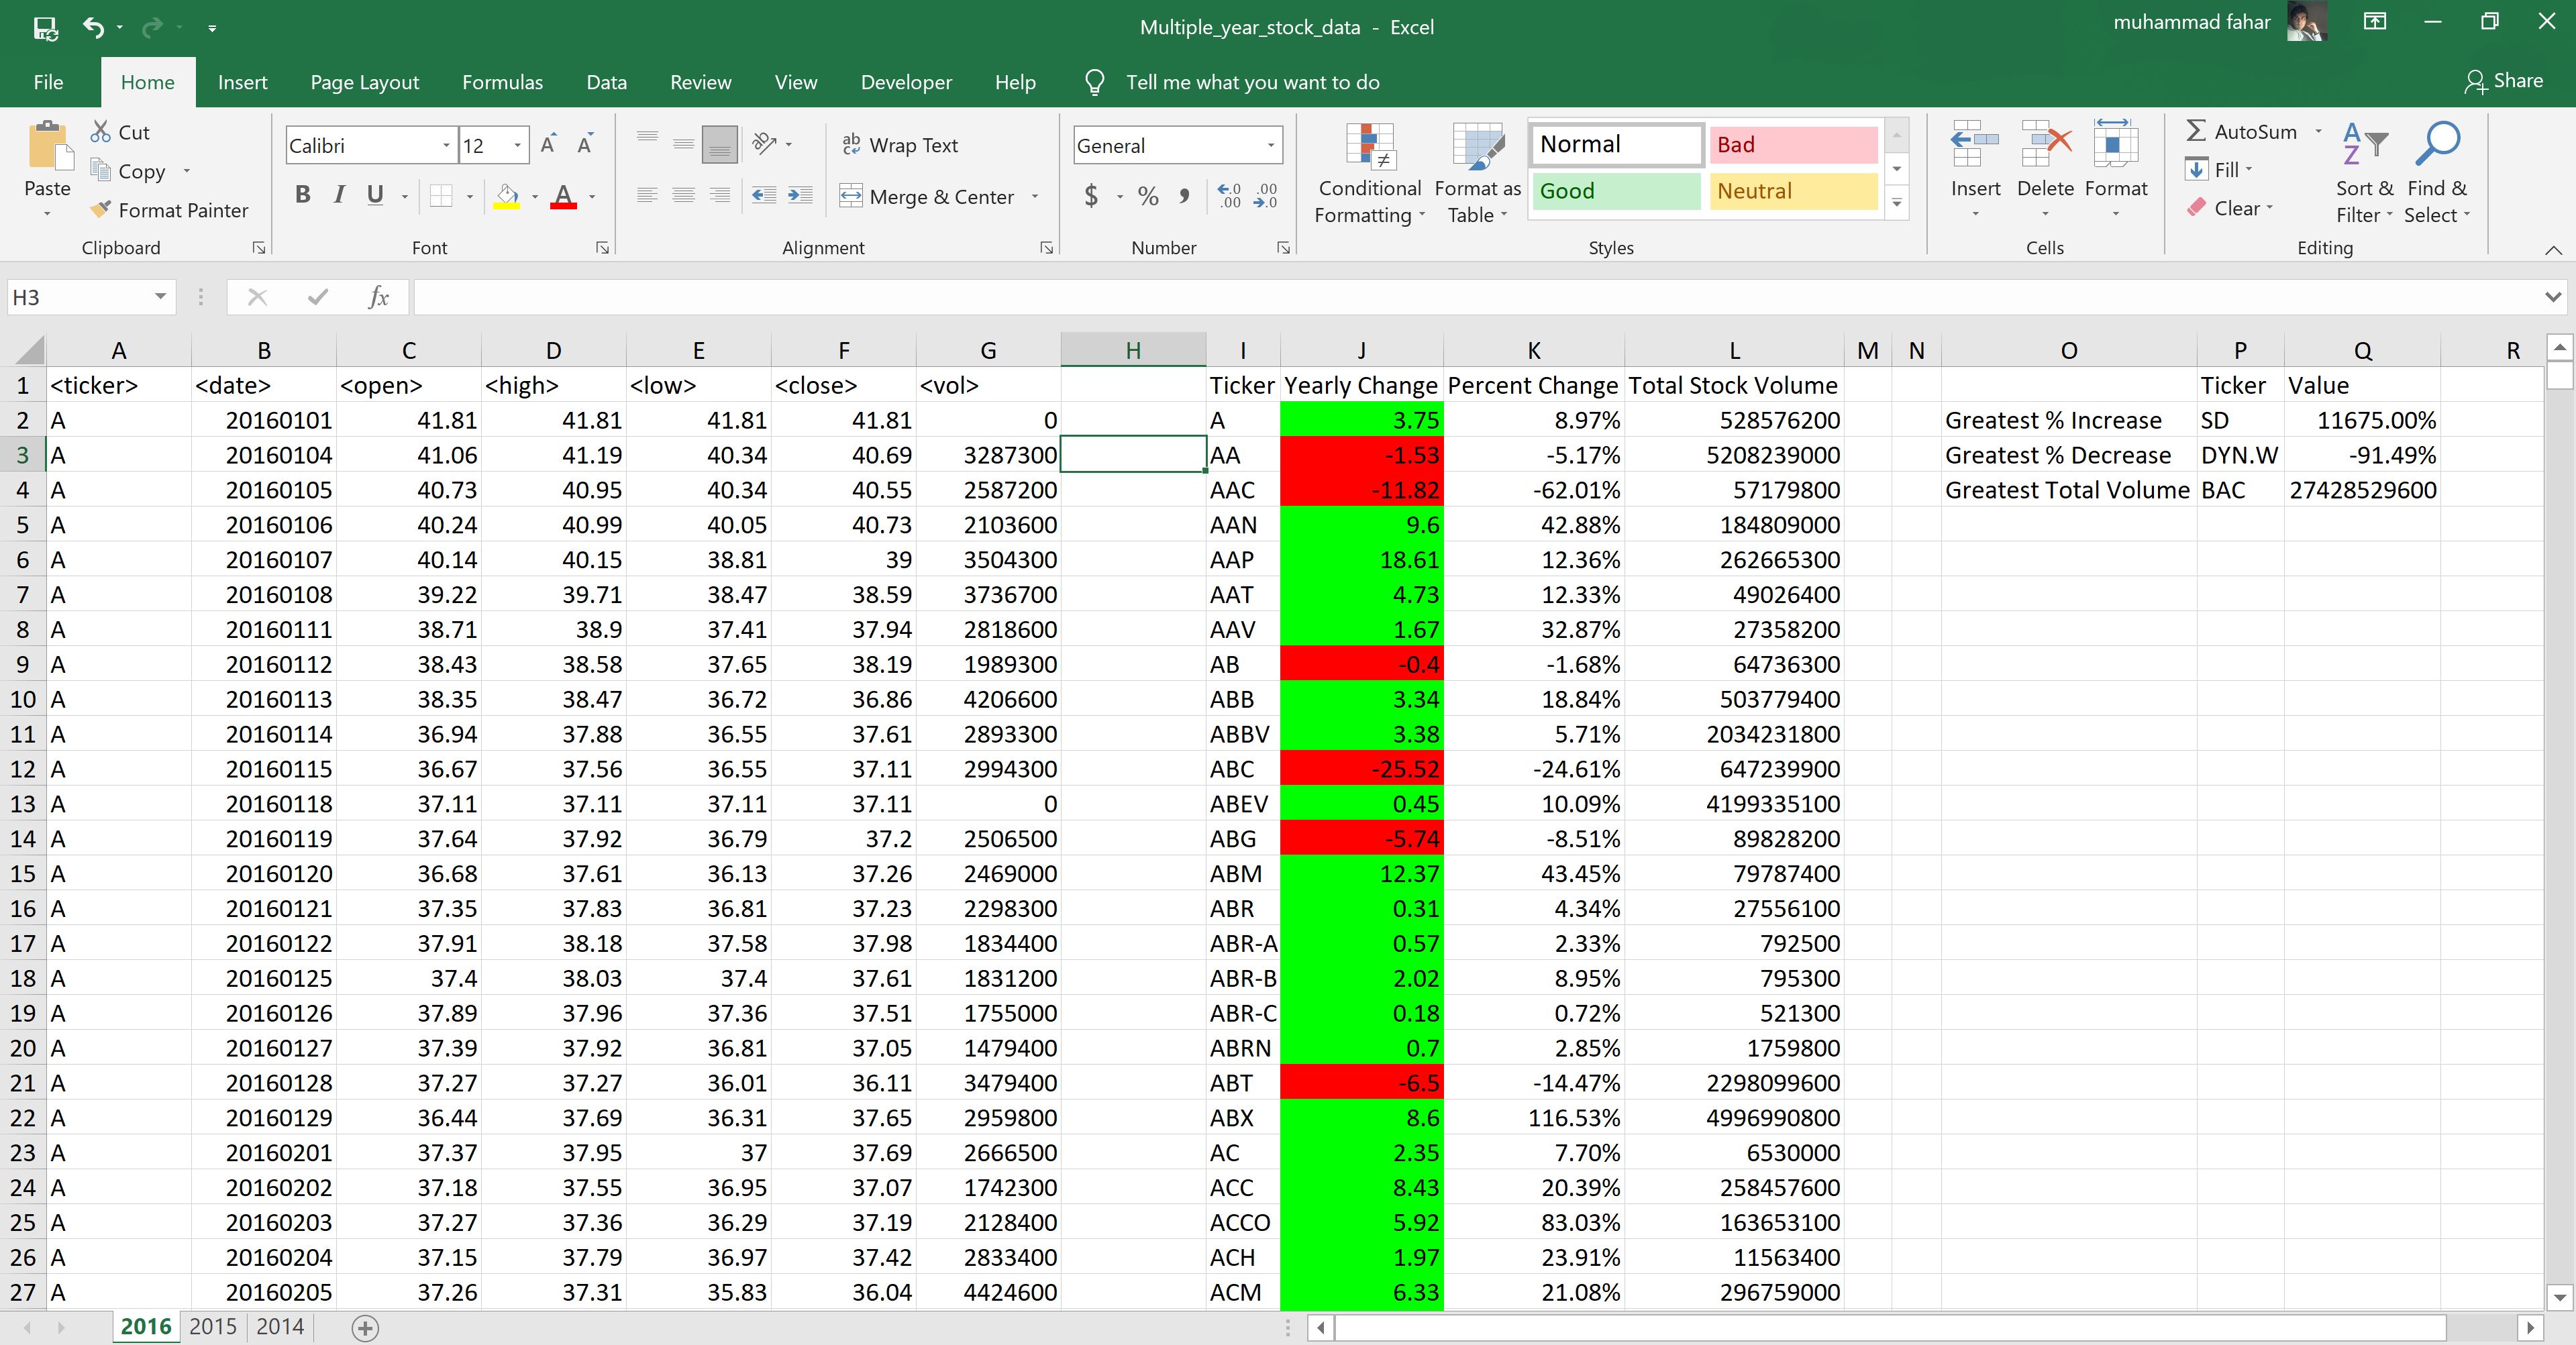 Multiple_year_stock_data - Excel
muhammad fahar
File Home Insert Page Layout Formulas Data Review View Developer Help Tell me what you want to do Share
Paste Cut Copy Format Painter Clipboard
Calibri 12 B I U A Font
ab Wrap Text Merge & Center Alignment
General $ % , Number
Conditional Formatting Format as Table Normal Bad Good Neutral Styles
Insert Delete Format Cells
AutoSum Fill Clear Sort & Filter Find & Select Editing
H3 fx
A B C D E F G H I J K L M N O P Q R
1 <ticker> <date> <open> <high> <low> <close> <vol> Ticker Yearly Change Percent Change Total Stock Volume Ticker Value
2 A 20160101 41.81 41.81 41.81 41.81 0 A 3.75 8.97% 528576200 Greatest % Increase SD 11675.00%
3 A 20160104 41.06 41.19 40.34 40.69 3287300 AA -1.53 -5.17% 5208239000 Greatest % Decrease DYN.W -91.49%
4 A 20160105 40.73 40.95 40.34 40.55 2587200 AAC -11.82 -62.01% 57179800 Greatest Total Volume BAC 27428529600
5 A 20160106 40.24 40.99 40.05 40.73 2103600 AAN 9.6 42.88% 184809000
6 A 20160107 40.14 40.15 38.81 39 3504300 AAP 18.61 12.36% 262665300
7 A 20160108 39.22 39.71 38.47 38.59 3736700 AAT 4.73 12.33% 49026400
8 A 20160111 38.71 38.9 37.41 37.94 2818600 AAV 1.67 32.87% 27358200
9 A 20160112 38.43 38.58 37.65 38.19 1989300 AB -0.4 -1.68% 64736300
10 A 20160113 38.35 38.47 36.72 36.86 4206600 ABB 3.34 18.84% 503779400
11 A 20160114 36.94 37.88 36.55 37.61 2893300 ABBV 3.38 5.71% 2034231800
12 A 20160115 36.67 37.56 36.55 37.11 2994300 ABC -25.52 -24.61% 647239900
13 A 20160118 37.11 37.11 37.11 37.11 0 ABEV 0.45 10.09% 4199335100
14 A 20160119 37.64 37.92 36.79 37.2 2506500 ABG -5.74 -8.51% 89828200
15 A 20160120 36.68 37.61 36.13 37.26 2469000 ABM 12.37 43.45% 79787400
16 A 20160121 37.35 37.83 36.81 37.23 2298300 ABR 0.31 4.34% 27556100
17 A 20160122 37.91 38.18 37.58 37.98 1834400 ABR-A 0.57 2.33% 792500
18 A 20160125 37.4 38.03 37.4 37.61 1831200 ABR-B 2.02 8.95% 795300
19 A 20160126 37.89 37.96 37.36 37.51 1755000 ABR-C 0.18 0.72% 521300
20 A 20160127 37.39 37.92 36.81 37.05 1479400 ABRN 0.7 2.85% 1759800
21 A 20160128 37.27 37.27 36.01 36.11 3479400 ABT -6.5 -14.47% 2298099600
22 A 20160129 36.44 37.69 36.31 37.65 2959800 ABX 8.6 116.53% 4996990800
23 A 20160201 37.37 37.95 37 37.69 2666500 AC 2.35 7.70% 6530000
24 A 20160202 37.18 37.55 36.95 37.07 1742300 ACC 8.43 20.39% 258457600
25 A 20160203 37.27 37.36 36.29 37.19 2128400 ACCO 5.92 83.03% 163653100
26 A 20160204 37.15 37.79 36.97 37.42 2833400 ACH 1.97 23.91% 11563400
27 A 20160205 37.26 37.31 35.83 36.04 4424600 ACM 6.33 21.08% 296759000
2016 2015 2014